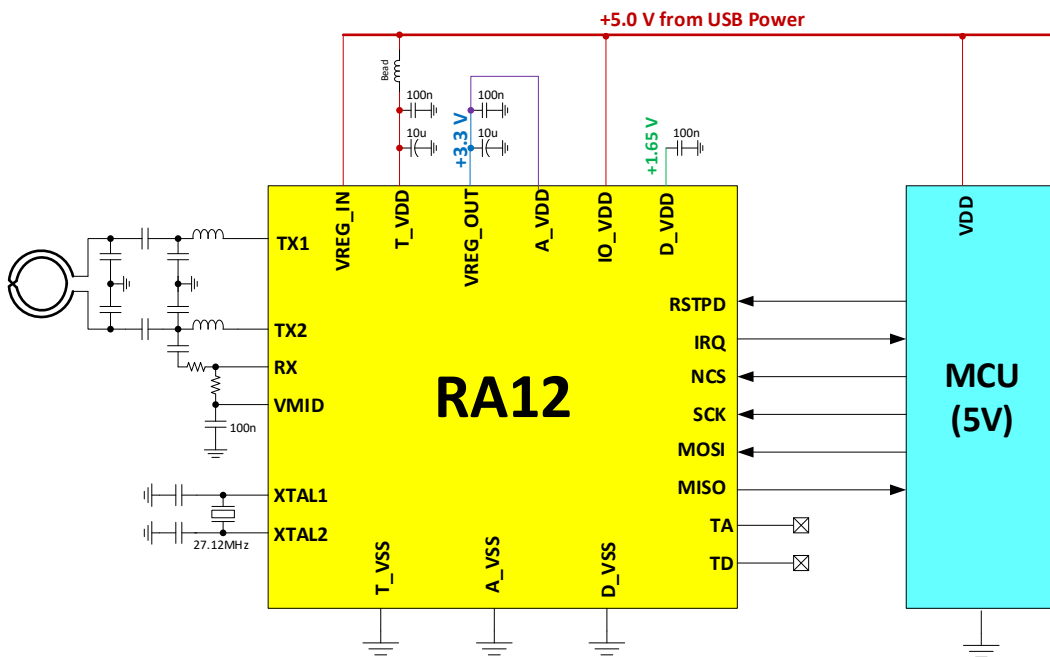 +5.0 V from USB Power
Bead
100n
10u
+3.3 V
100n
10u
+1.65 V
100n
VREG_IN
T_VDD
VREG_OUT
A_VDD
IO_VDD
D_VDD
VDD
TX1
TX2
RX
VMID
100n
XTAL1
XTAL2
27.12MHz
RA12
RSTPD
IRQ
NCS
SCK
MOSI
MISO
TA
TD
T_VSS
A_VSS
D_VSS
MCU
(5V)